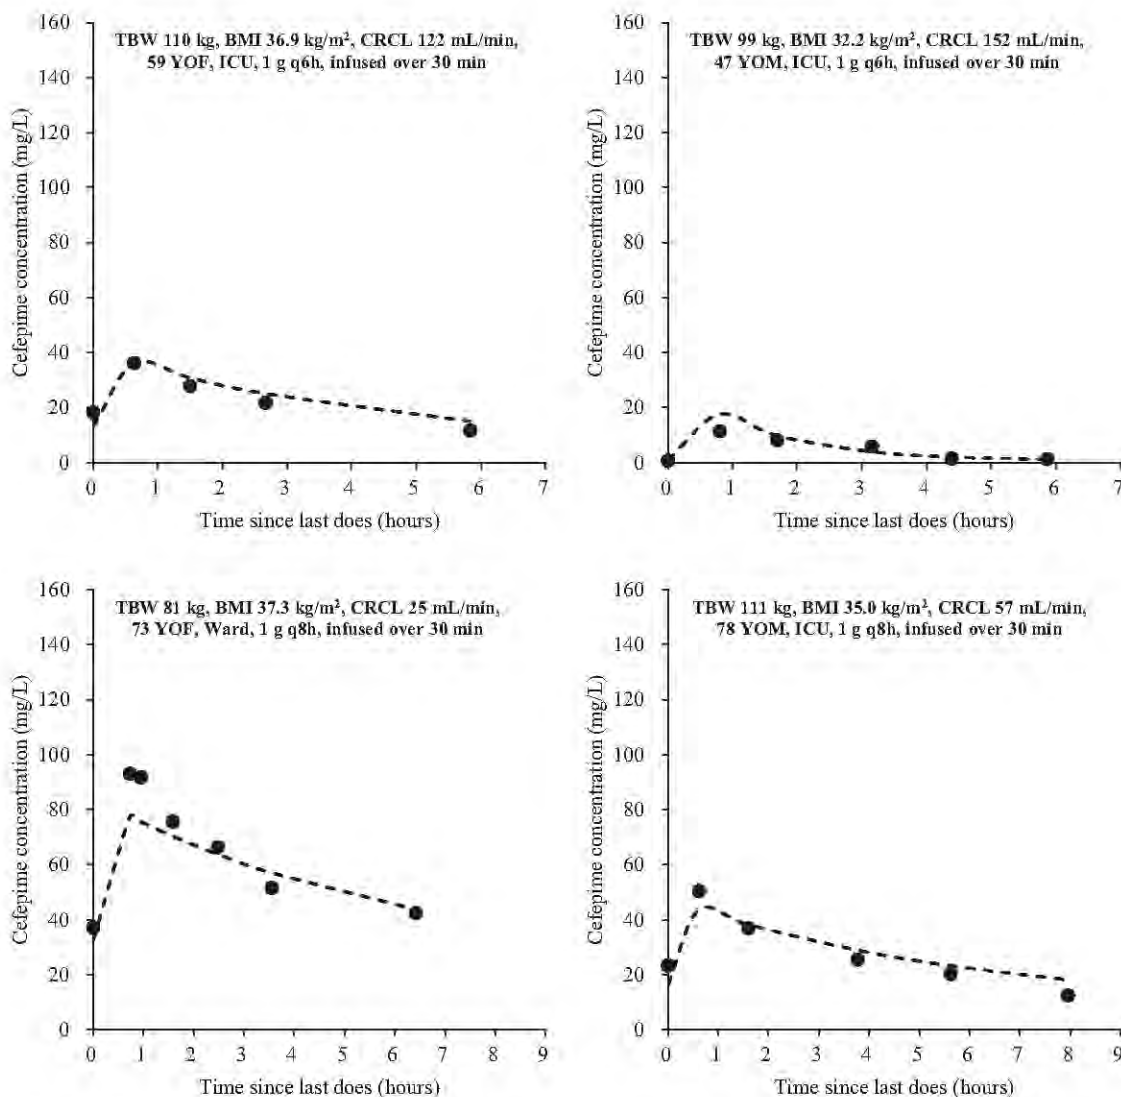 TBW 110 kg, BMI 36.9 kg/m², CRCL 122 mL/min,
59 YOF, ICU, 1 g q6h, infused over 30 min
Cefepime concentration (mg/L)
160
140
120
100
80
60
40
20
0
0 1 2 3 4 5 6 7
Time since last does (hours)
TBW 99 kg, BMI 32.2 kg/m², CRCL 152 mL/min,
47 YOM, ICU, 1 g q6h, infused over 30 min
Cefepime concentration (mg/L)
160
140
120
100
80
60
40
20
0
0 1 2 3 4 5 6 7
Time since last does (hours)
TBW 81 kg, BMI 37.3 kg/m², CRCL 25 mL/min,
73 YOF, Ward, 1 g q8h, infused over 30 min
Cefepime concentration (mg/L)
160
140
120
100
80
60
40
20
0
0 1 2 3 4 5 6 7 8 9
Time since last does (hours)
TBW 111 kg, BMI 35.0 kg/m², CRCL 57 mL/min,
78 YOM, ICU, 1 g q8h, infused over 30 min
Cefepime concentration (mg/L)
160
140
120
100
80
60
40
20
0
0 1 2 3 4 5 6 7 8 9
Time since last does (hours)